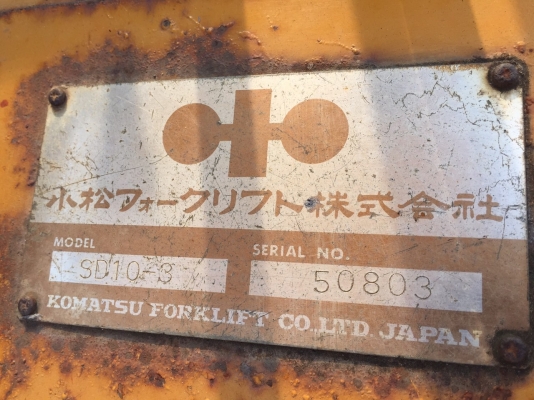 小松フォークリフト株式会社
MODEL SERIAL NO.
SD10-3 50803
KOMATSU FORKLIFT CO.,LTD. JAPAN